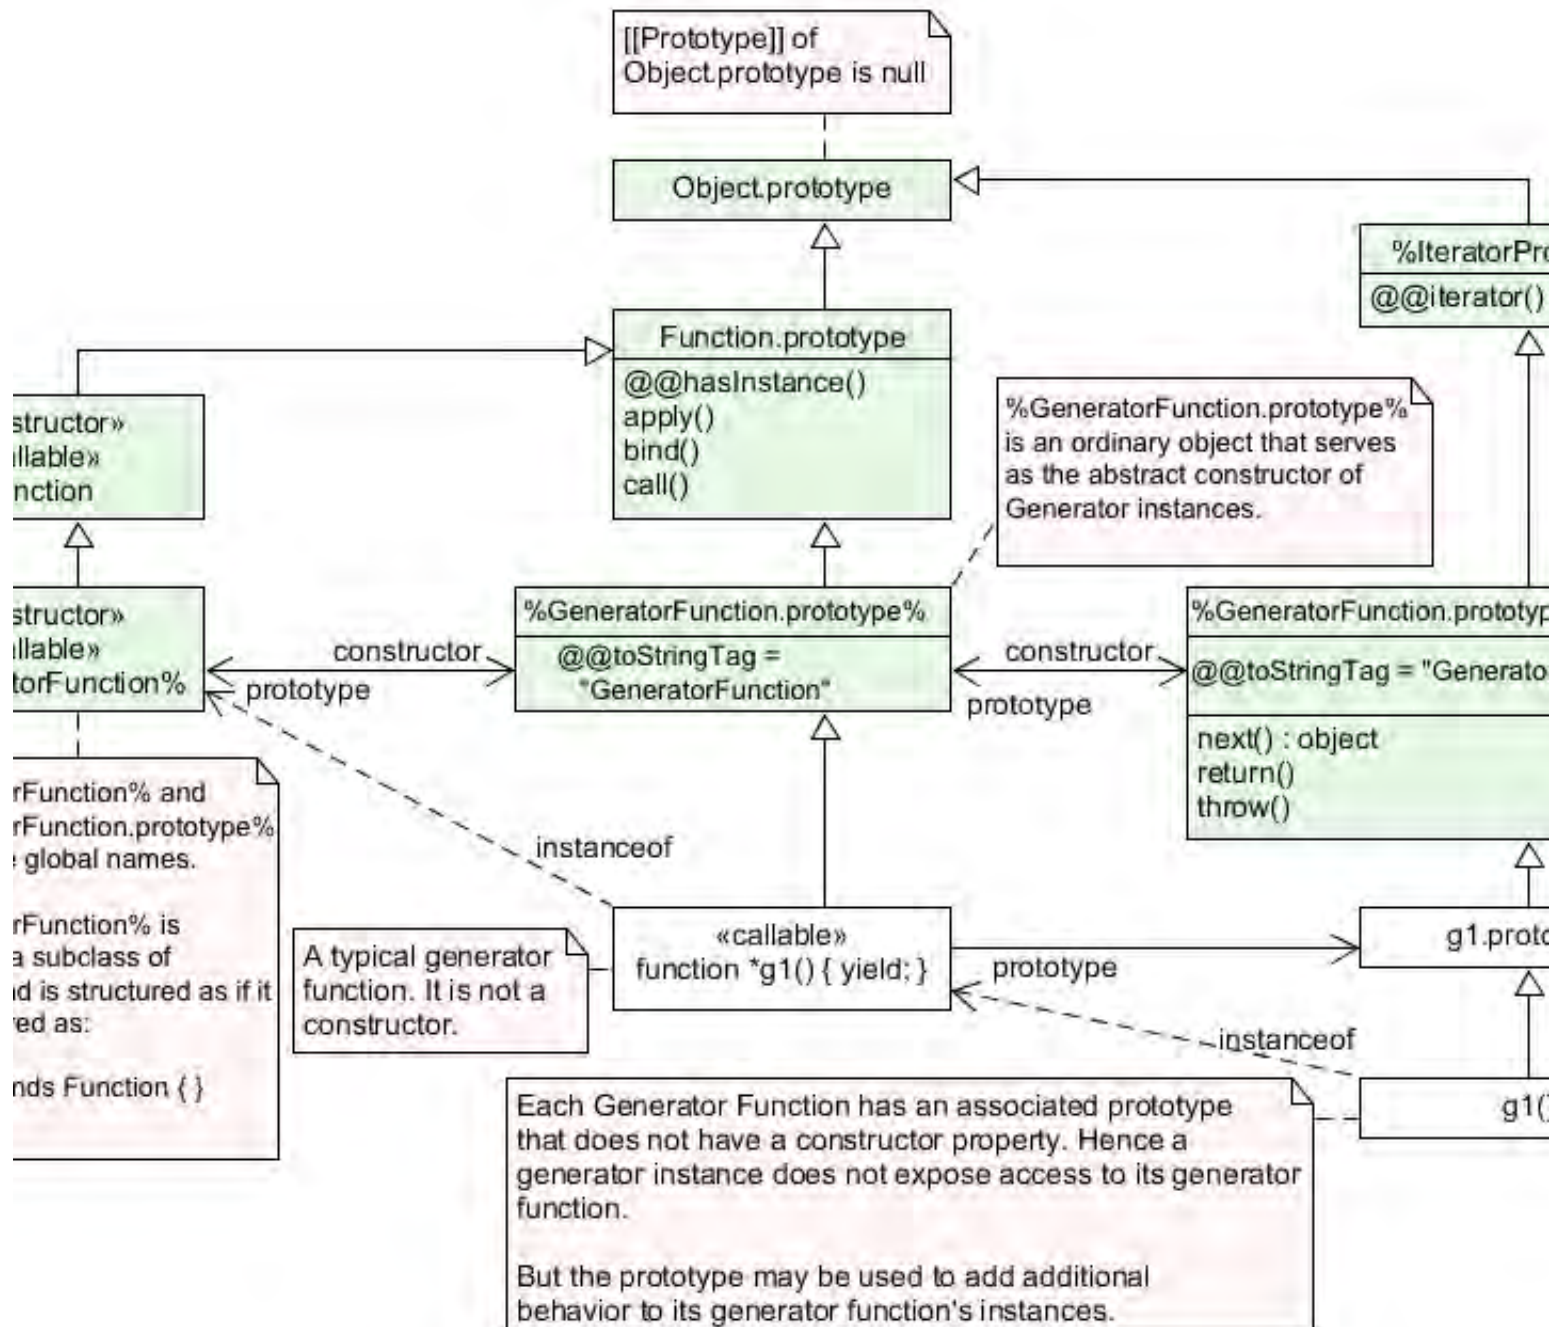 [[Prototype]] of
Object.prototype is null
Object.prototype
%IteratorPro
@@iterator()
Function.prototype
@@hasInstance()
apply()
bind()
call()
structor»
allable»
nction
%GeneratorFunction.prototype%
is an ordinary object that serves
as the abstract constructor of
Generator instances.
structor»
allable»
torFunction%
constructor
prototype
%GeneratorFunction.prototype%
@@toStringTag =
"GeneratorFunction"
constructor
prototype
%GeneratorFunction.prototyp
@@toStringTag = "Generato
next() : object
return()
throw()
rFunction% and
rFunction.prototype%
e global names.
rFunction% is
a subclass of
nd is structured as if it
red as:
nds Function { }
instanceof
A typical generator
function. It is not a
constructor.
«callable»
function *g1() { yield; }
prototype
g1.proto
instanceof
g1()
Each Generator Function has an associated prototype
that does not have a constructor property. Hence a
generator instance does not expose access to its generator
function.
But the prototype may be used to add additional
behavior to its generator function's instances.